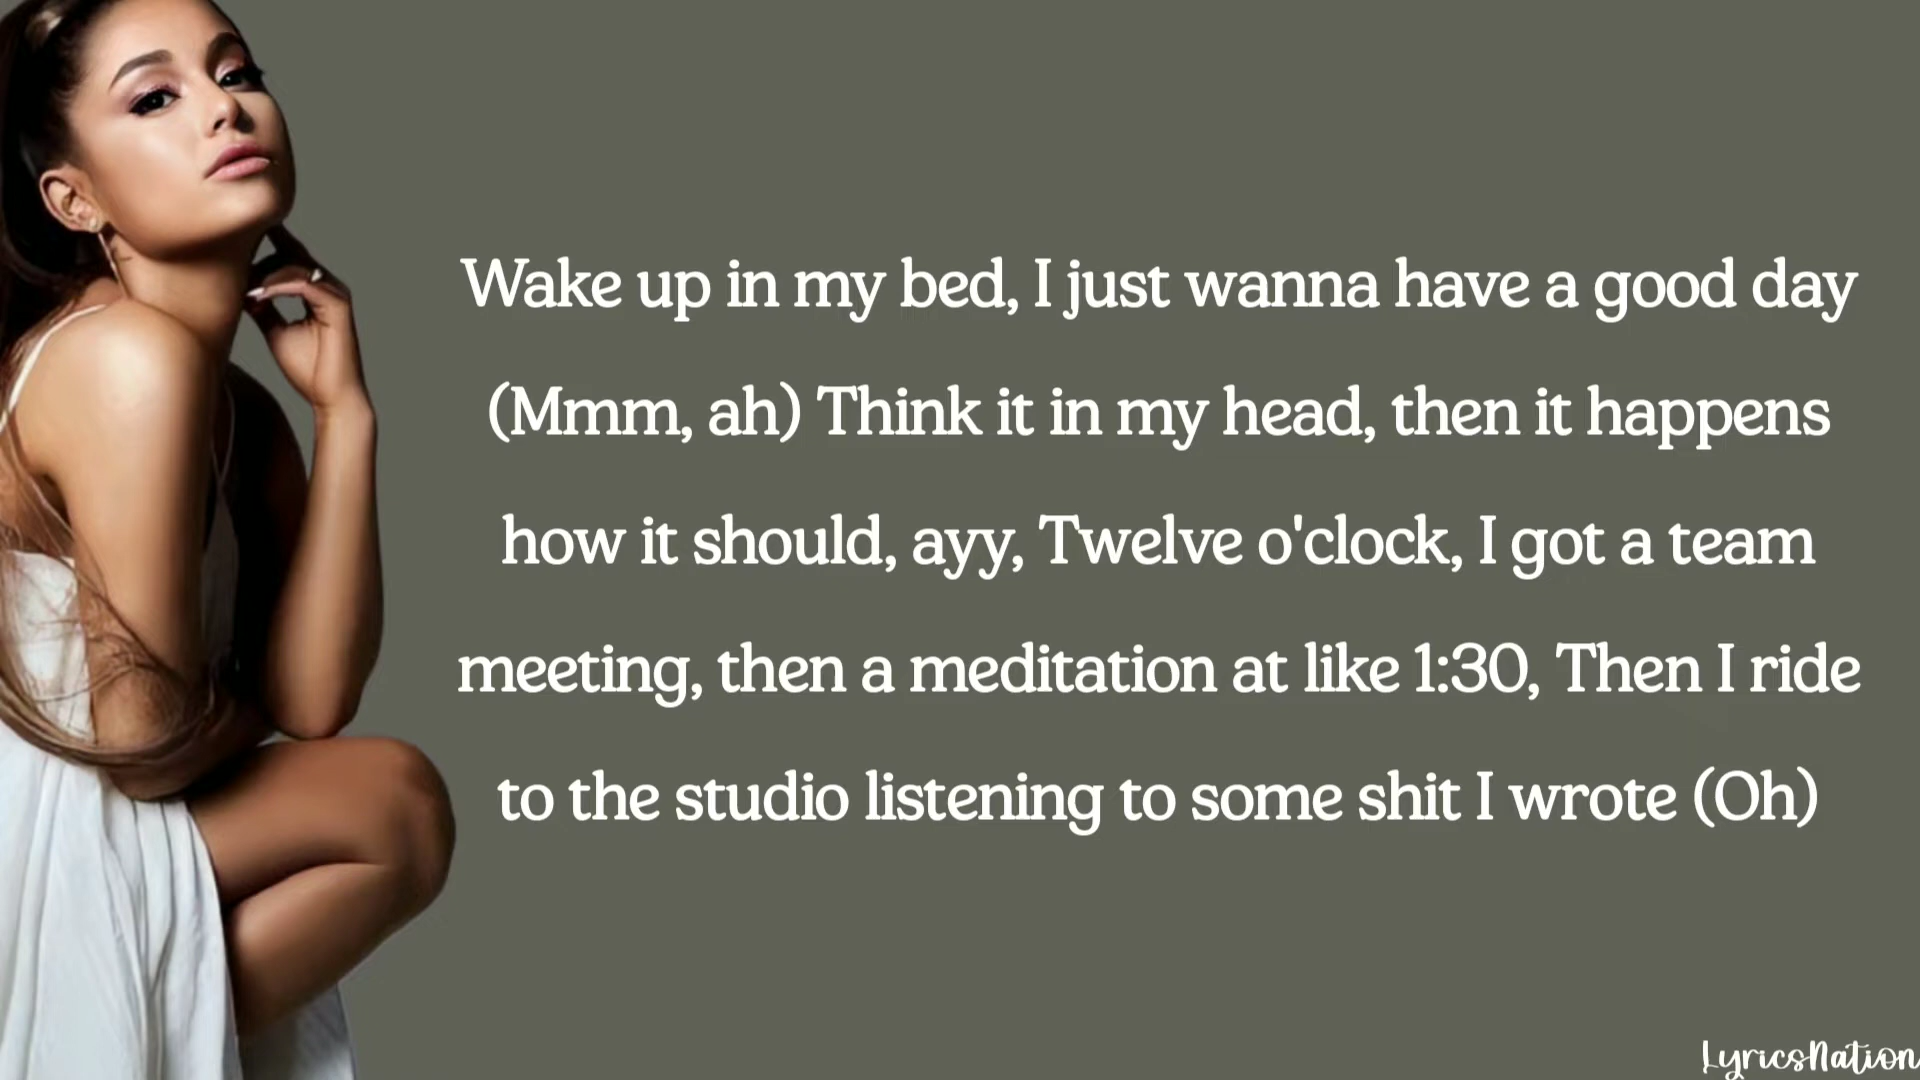 Wake up in my bed, I just wanna have a good day
(Mmm, ah) Think it in my head, then it happens
how it should, ayy, Twelve o'clock, I got a team
meeting, then a meditation at like 1:30, Then I ride
to the studio listening to some shit I wrote (Oh)
LyricsNation